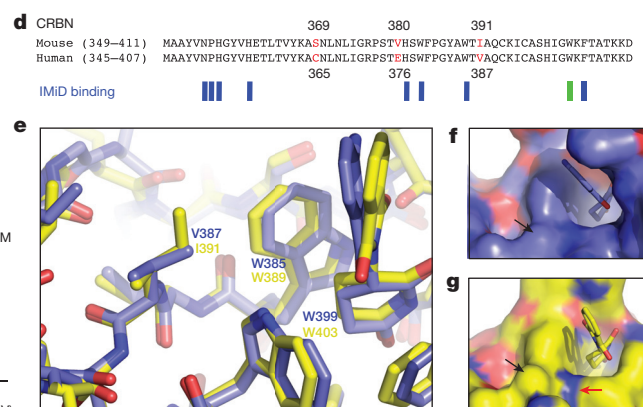 d CRBN
369 380 391
Mouse (349–411) MAAYVNPHGYVHETLTVYKASNLNLIGRPSTVHSWFPGYAWTIAQCKICASHIGWKFTATKKD
Human (345–407) MAAYVNPHGYVHETLTVYKACNLNLIGRPSTEHSWFPGYAWTVAQCKICASHIGWKFTATKKD
365 376 387
IMiD binding
e
f
M
V387
I391
W385
W389
W399
W403
g